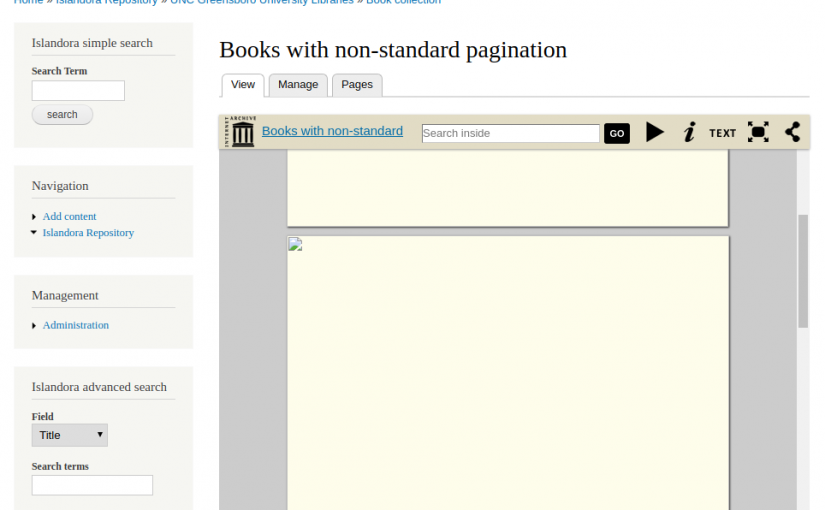 Home » Islandora Repository » UNC Greensboro University Libraries » Book collection
Islandora simple search
Search Term
search
Navigation
Add content
Islandora Repository
Management
Administration
Islandora advanced search
Field
Title
Search terms
Books with non-standard pagination
View Manage Pages
INTERNET ARCHIVE
Books with non-standard Search inside GO i TEXT